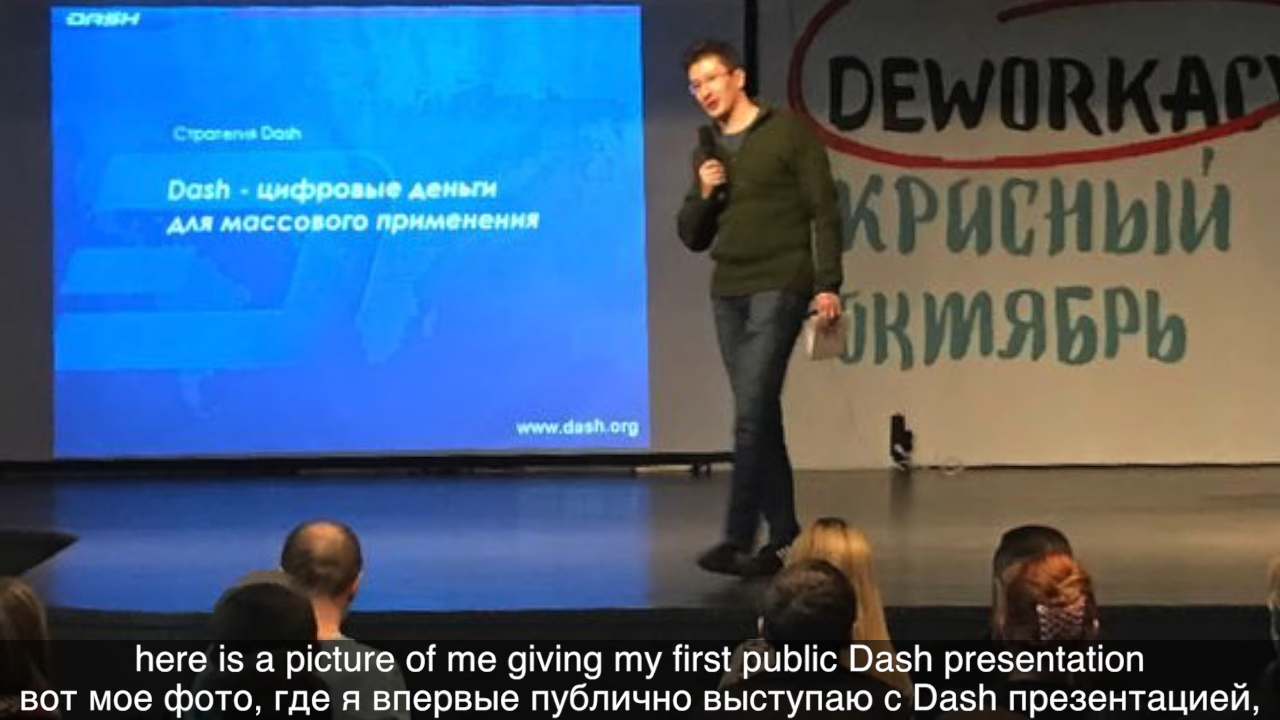 DASH
Стратегия Dash
Dash - цифровые деньги
для массового применения
www.dash.org
DEWORKACY
КРАСНЫЙ
ОКТЯБРЬ
here is a picture of me giving my first public Dash presentation
вот мое фото, где я впервые публично выступаю с Dash презентацией,